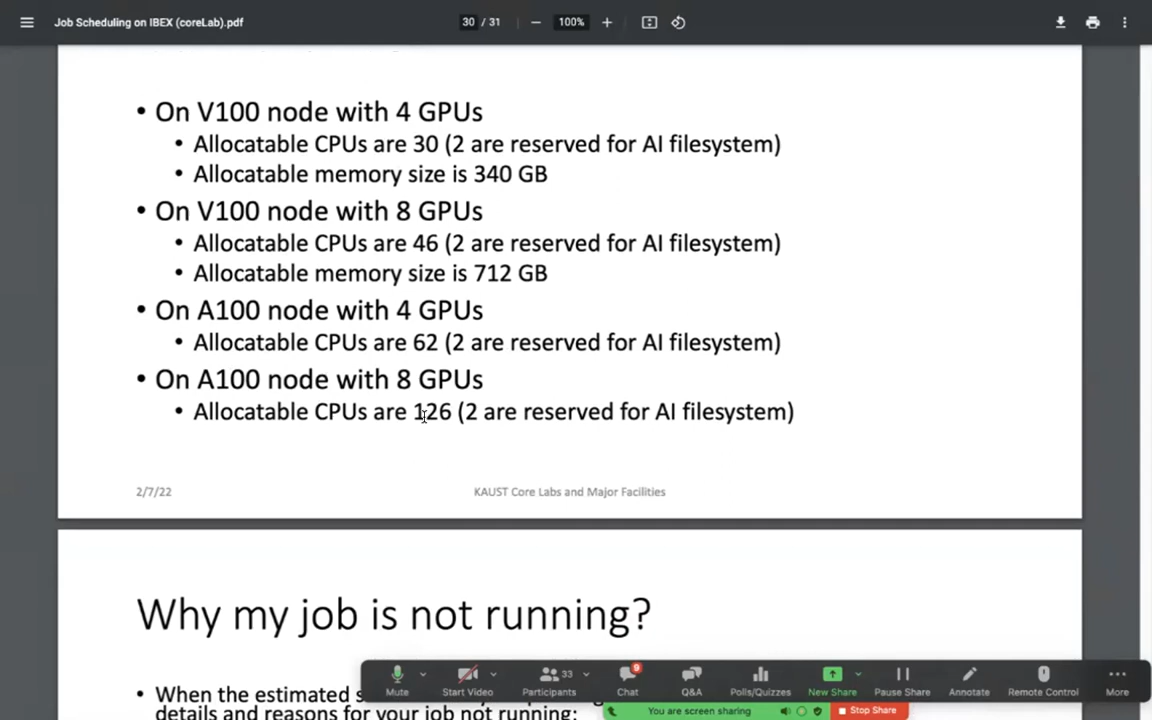 Job Scheduling on IBEX (coreLab).pdf
30 / 31
100%
• On V100 node with 4 GPUs
• Allocatable CPUs are 30 (2 are reserved for AI filesystem)
• Allocatable memory size is 340 GB
• On V100 node with 8 GPUs
• Allocatable CPUs are 46 (2 are reserved for AI filesystem)
• Allocatable memory size is 712 GB
• On A100 node with 4 GPUs
• Allocatable CPUs are 62 (2 are reserved for AI filesystem)
• On A100 node with 8 GPUs
• Allocatable CPUs are 126 (2 are reserved for AI filesystem)
2/7/22
KAUST Core Labs and Major Facilities
Why my job is not running?
• When the estimated
details and reasons for your job not running:
33
9
Mute
Start Video
Participants
Chat
Q&A
Polls/Quizzes
New Share
Pause Share
Annotate
Remote Control
More
You are screen sharing
Stop Share